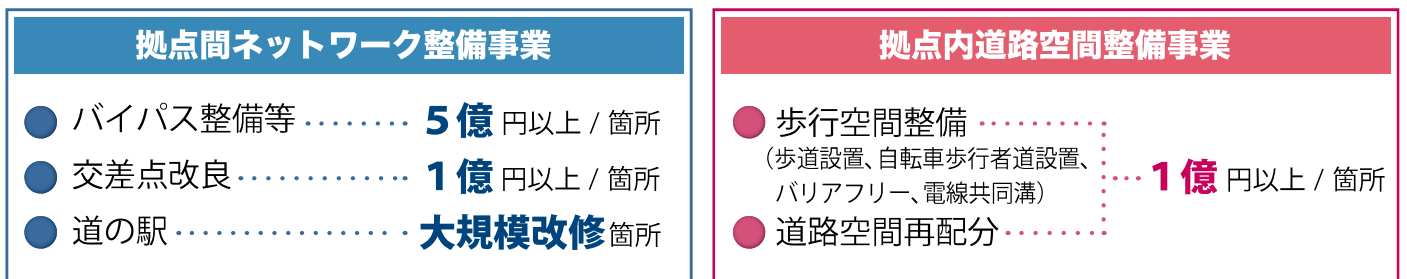 拠点間ネットワーク整備事業
バイパス整備等 ‥‥‥‥ 5億円以上 / 箇所
交差点改良 ‥‥‥‥‥‥ 1億円以上 / 箇所
道の駅 ‥‥‥‥‥‥‥‥ 大規模改修箇所
拠点内道路空間整備事業
歩行空間整備
（歩道設置、自転車歩行者道設置、
バリアフリー、電線共同溝）
1億円以上 / 箇所
道路空間再配分